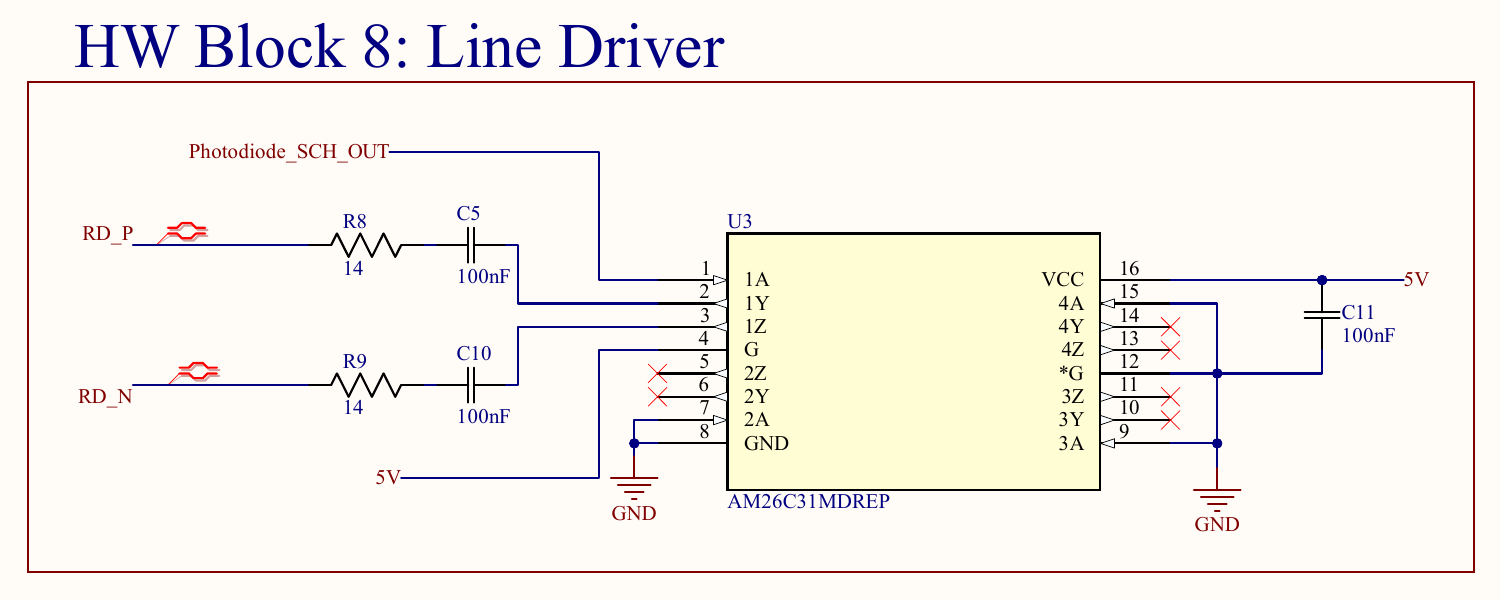 HW Block 8: Line Driver
Photodiode_SCH_OUT
RD_P
R8
14
C5
100nF
RD_N
R9
14
C10
100nF
5V
GND
U3
1 1A
2 1Y
3 1Z
4 G
5 2Z
6 2Y
7 2A
8 GND
VCC 16
4A 15
4Y 14
4Z 13
*G 12
3Z 11
3Y 10
3A 9
AM26C31MDREP
5V
C11
100nF
GND